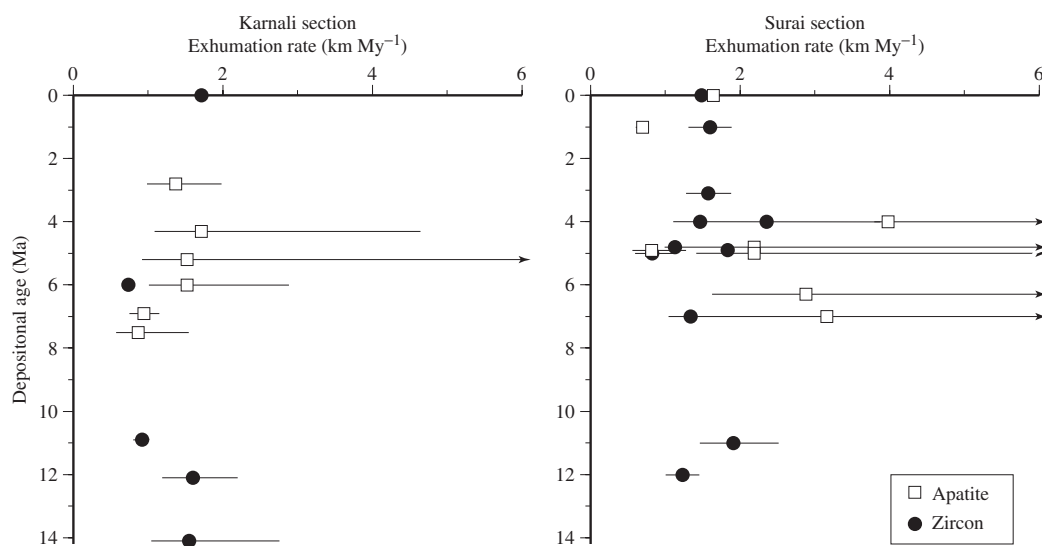 Karnali section
Exhumation rate (km My⁻¹)
0 2 4 6
0
2
4
6
8
10
12
14
Depositonal age (Ma)
Surai section
Exhumation rate (km My⁻¹)
0 2 4 6
0
2
4
6
8
10
12
14
Apatite
Zircon